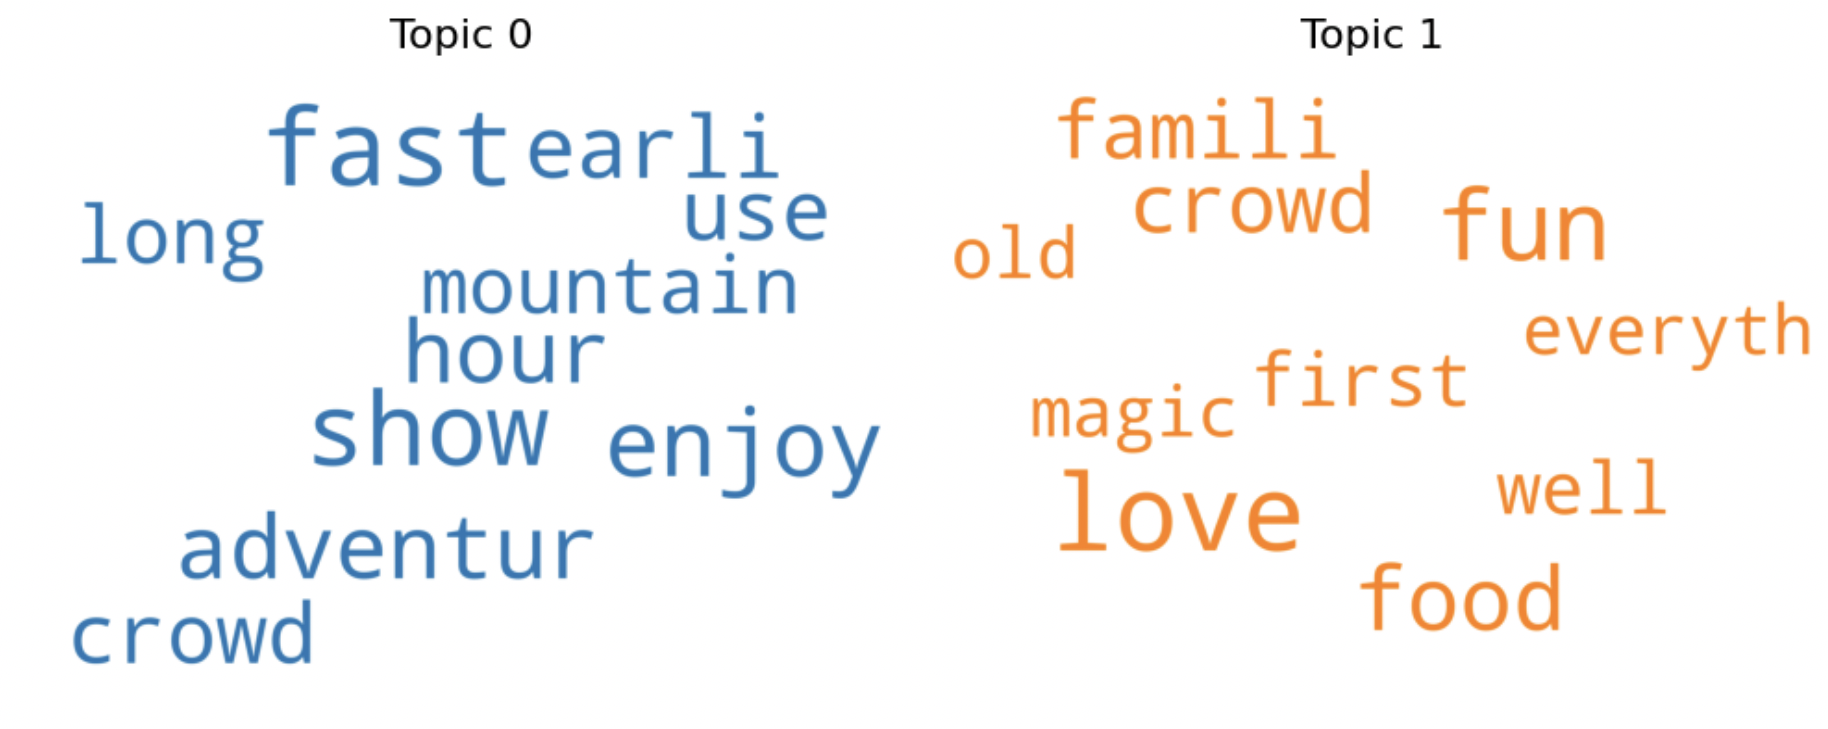 Topic 0
fast earli
use
long
mountain
hour
show enjoy
adventur
crowd
Topic 1
famili
crowd fun
old
everyth
first
magic
well
love
food